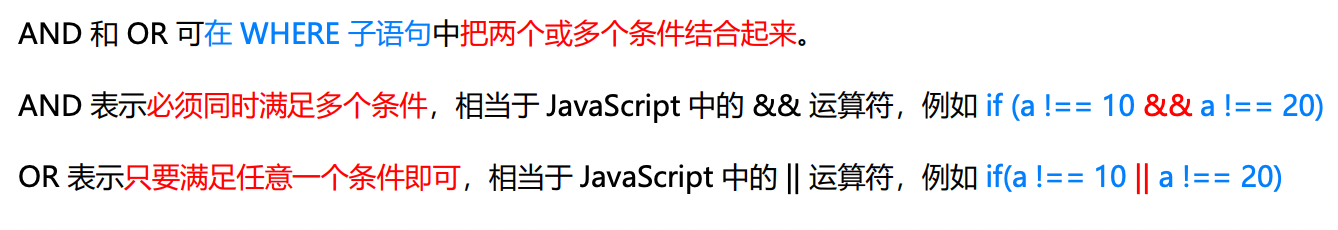 AND 和 OR 可在 WHERE 子语句中把两个或多个条件结合起来。
AND 表示必须同时满足多个条件，相当于 JavaScript 中的 && 运算符，例如 if (a !== 10 && a !== 20)
OR 表示只要满足任意一个条件即可，相当于 JavaScript 中的 || 运算符，例如 if(a !== 10 || a !== 20)